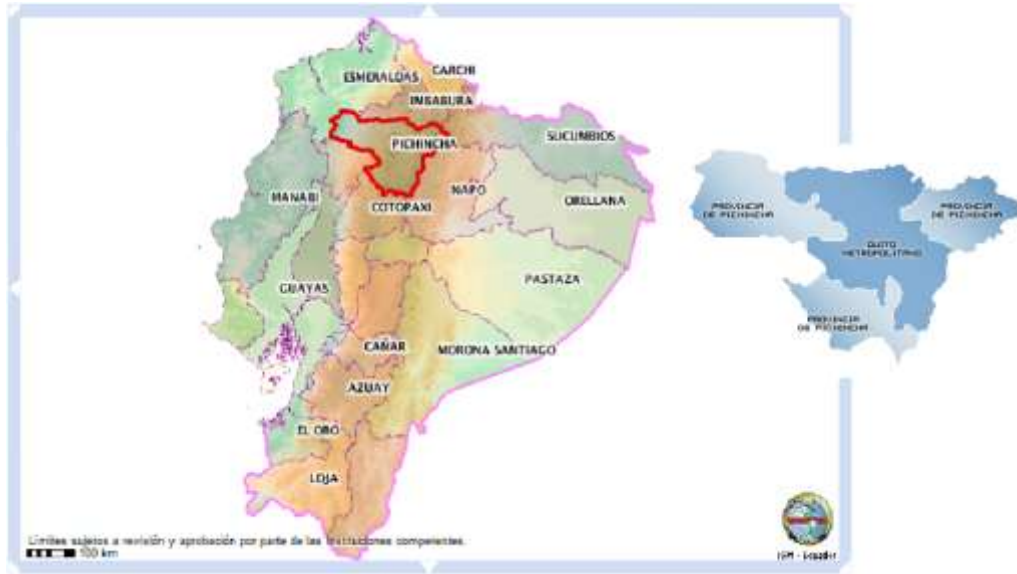 ESMERALDAS
CARCHI
IMBABURA
PICHINCHA
SUCUMBIOS
MANABI
COTOPAXI
NAPO
ORELLANA
PASTAZA
GUAYAS
CAÑAR
MORONA SANTIAGO
AZUAY
EL ORO
LOJA
PROVINCIA
DE PICHINCHA
PROVINCIA
DE PICHINCHA
QUITO
METROPOLITANO
PROVINCIA
DE PICHINCHA
Límites sujetos a revisión y aprobación por parte de las instituciones competentes.
100 km
IGM - Ecuador